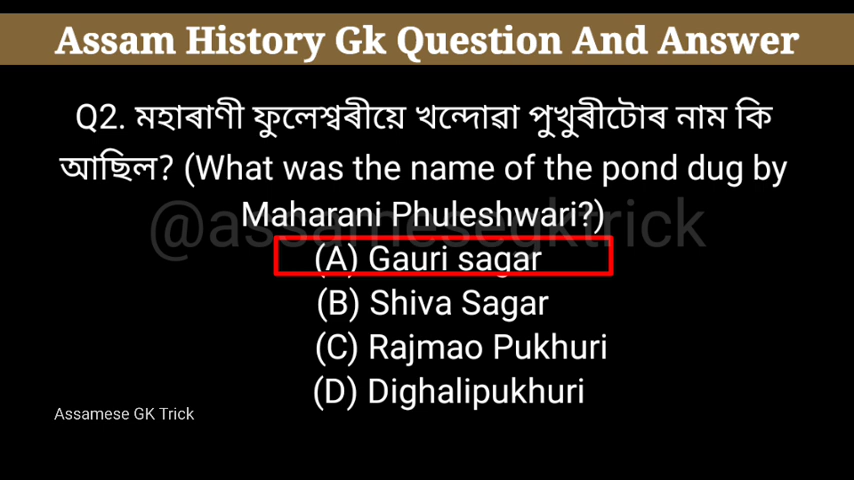 Assam History Gk Question And Answer
Q2. মহাৰাণী ফুলেশ্বৰীয়ে খন্দোৱা পুখুৰীটোৰ নাম কি
আছিল? (What was the name of the pond dug by
Maharani Phuleshwari?)
@assamesegktrick
(A) Gauri sagar
(B) Shiva Sagar
(C) Rajmao Pukhuri
(D) Dighalipukhuri
Assamese GK Trick